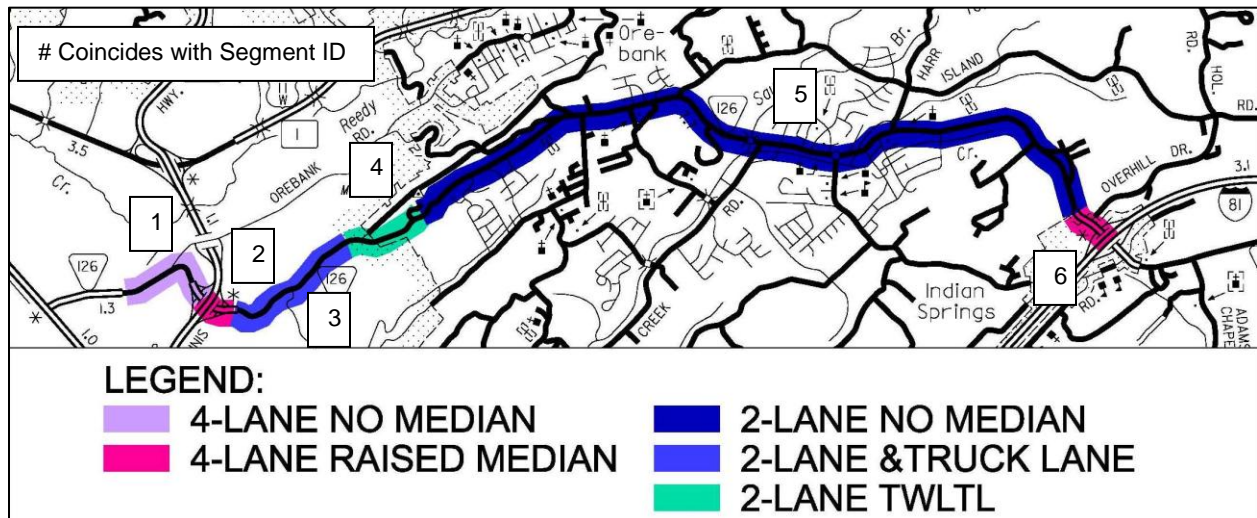 # Coincides with Segment ID
HWY.
1
Reedy
RD.
OREBANK
Ore-
bank
126
Br.
HARR
ISLAND
RD.
HOL.
RD.
3.5
Cr.
4
5
1
2
3
6
126
1.3
1.0
126
CREEK
RD.
Cr.
OVERHILL DR.
3.1
81
Indian
Springs
RD.
ADAMS
CHAPEL
LEGEND:
4-LANE NO MEDIAN
4-LANE RAISED MEDIAN
2-LANE NO MEDIAN
2-LANE &TRUCK LANE
2-LANE TWLTL